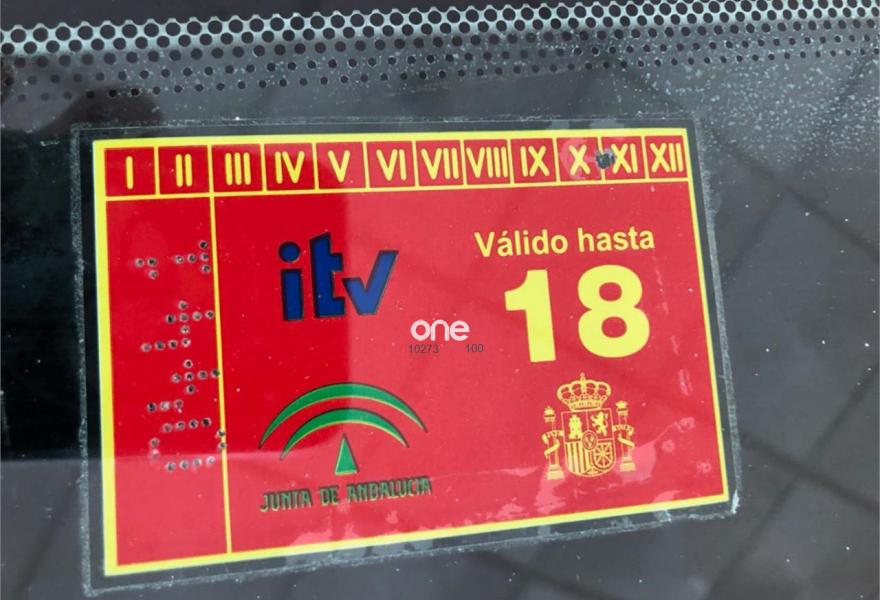 I II III IV V VI VII VIII IX X XI XII
itv
Válido hasta
18
one
10273 100
JUNTA DE ANDALUCIA